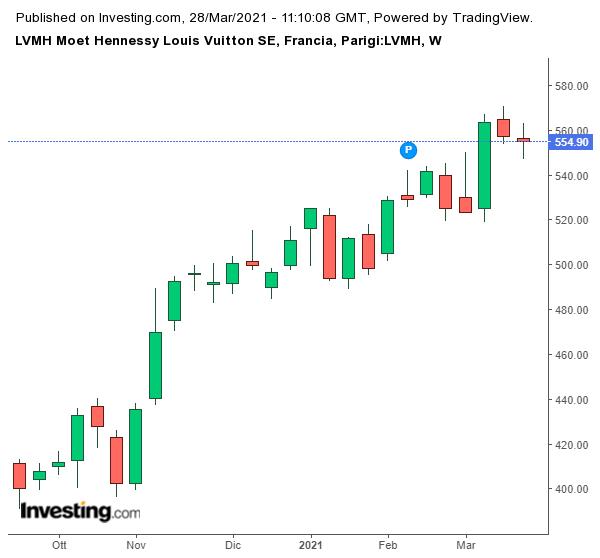 Published on Investing.com, 28/Mar/2021 - 11:10:08 GMT, Powered by TradingView.
LVMH Moet Hennessy Louis Vuitton SE, Francia, Parigi:LVMH, W
580.00
560.00
554.90
P
540.00
520.00
500.00
480.00
460.00
440.00
420.00
400.00
Investing.com
Ott Nov Dic 2021 Feb Mar